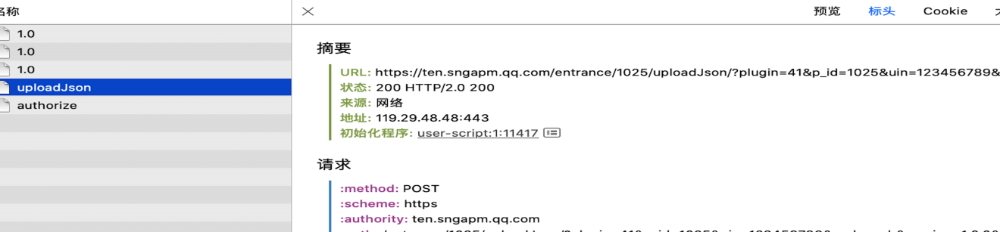 名称
预览 标头 Cookie
1.0
1.0
1.0
uploadJson
authorize
摘要
URL: https://ten.sngapm.qq.com/entrance/1025/uploadJson/?plugin=41&p_id=1025&uin=123456789&
状态: 200 HTTP/2.0 200
来源: 网络
地址: 119.29.48.48:443
初始化程序: user-script:1:11417
请求
:method: POST
:scheme: https
:authority: ten.sngapm.qq.com